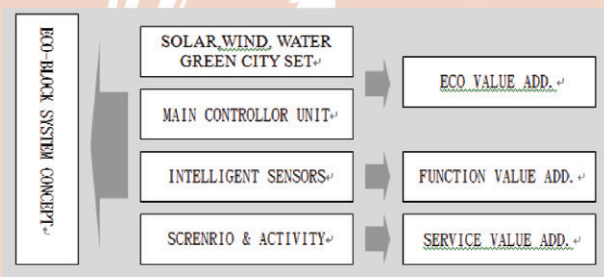 ECO-BLOCK SYSTEM CONCEPT
SOLAR,WIND, WATER
GREEN CITY SET
ECO VALUE ADD.
MAIN CONTROLLOR UNIT
INTELLIGENT SENSORS
FUNCTION VALUE ADD.
SCRENRIO & ACTIVITY
SERVICE VALUE ADD.